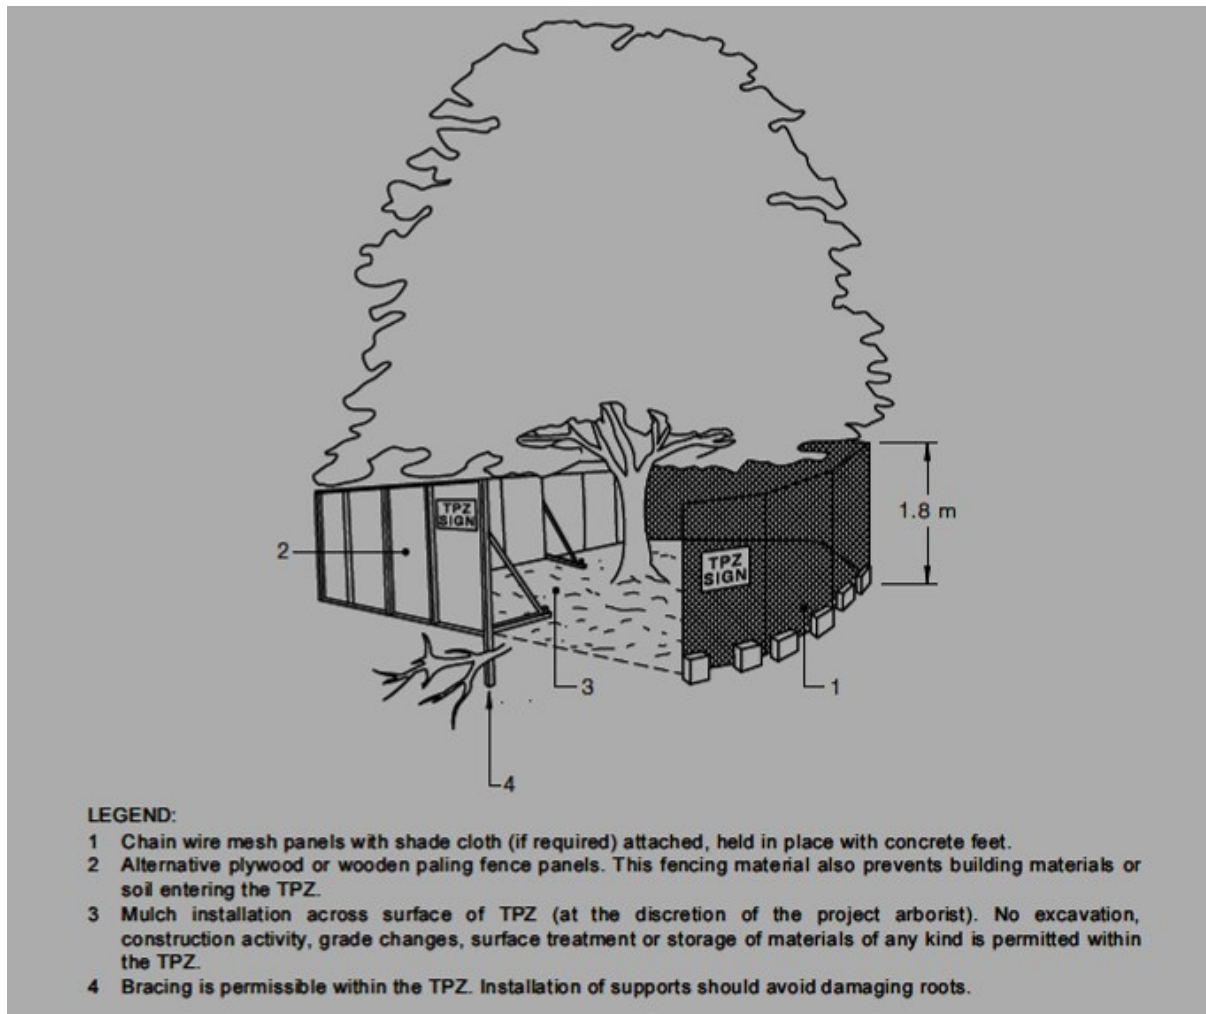 TPZ
SIGN
1.8 m
2
TPZ
SIGN
3
1
4
LEGEND:
1 Chain wire mesh panels with shade cloth (if required) attached, held in place with concrete feet.
2 Alternative plywood or wooden paling fence panels. This fencing material also prevents building materials or
soil entering the TPZ.
3 Mulch installation across surface of TPZ (at the discretion of the project arborist). No excavation,
construction activity, grade changes, surface treatment or storage of materials of any kind is permitted within
the TPZ.
4 Bracing is permissible within the TPZ. Installation of supports should avoid damaging roots.